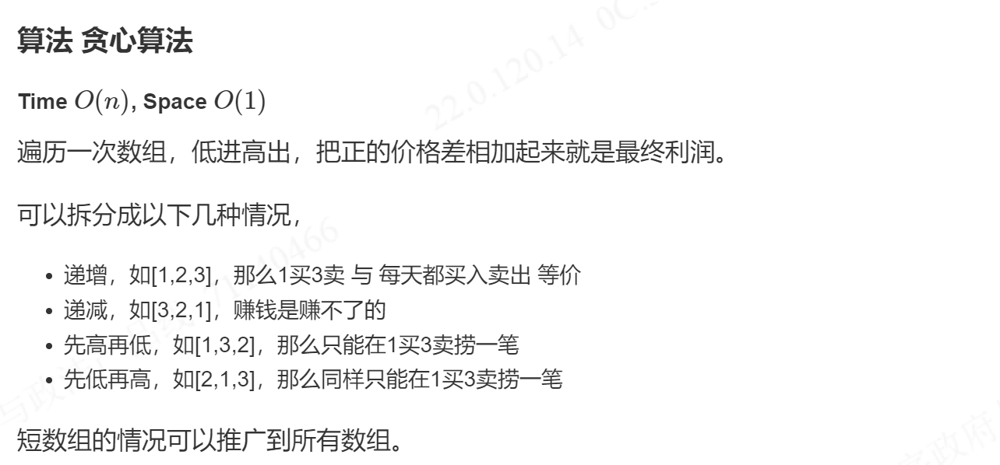 算法 贪心算法
Time O(n), Space O(1)
遍历一次数组，低进高出，把正的价格差相加起来就是最终利润。
可以拆分成以下几种情况，
• 递增，如[1,2,3]，那么1买3卖 与 每天都买入卖出 等价
• 递减，如[3,2,1]，赚钱是赚不了的
• 先高再低，如[1,3,2]，那么只能在1买3卖捞一笔
• 先低再高，如[2,1,3]，那么同样只能在1买3卖捞一笔
短数组的情况可以推广到所有数组。
22.0.120.14